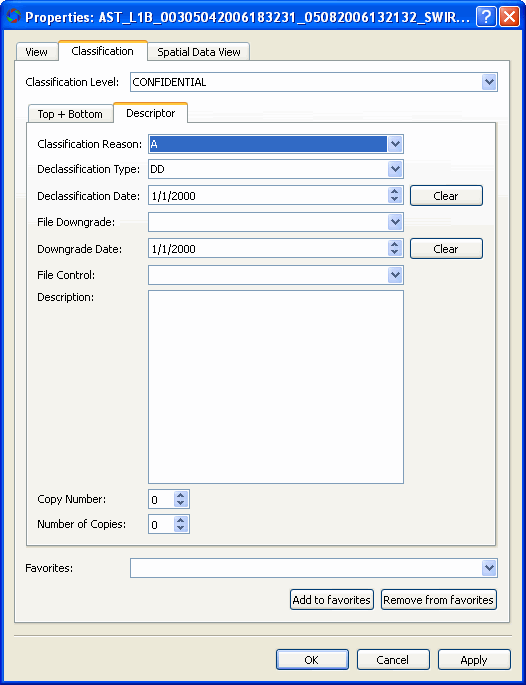 Properties: AST_L1B_00305042006183231_05082006132132_SWIR...
View Classification Spatial Data View
Classification Level: CONFIDENTIAL
Top + Bottom Descriptor
Classification Reason: A
Declassification Type: DD
Declassification Date: 1/1/2000 Clear
File Downgrade:
Downgrade Date: 1/1/2000 Clear
File Control:
Description:
Copy Number: 0
Number of Copies: 0
Favorites:
Add to favorites Remove from favorites
OK Cancel Apply